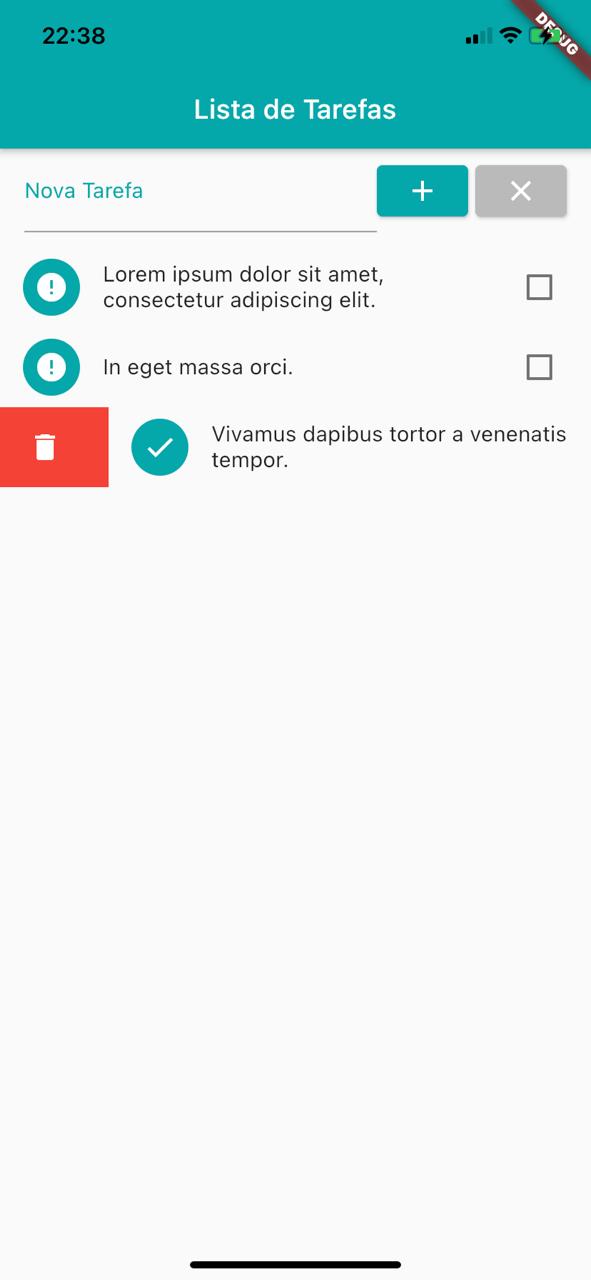 22:38
DEBUG
Lista de Tarefas
Nova Tarefa
Lorem ipsum dolor sit amet,
consectetur adipiscing elit.
In eget massa orci.
Vivamus dapibus tortor a venenatis
tempor.